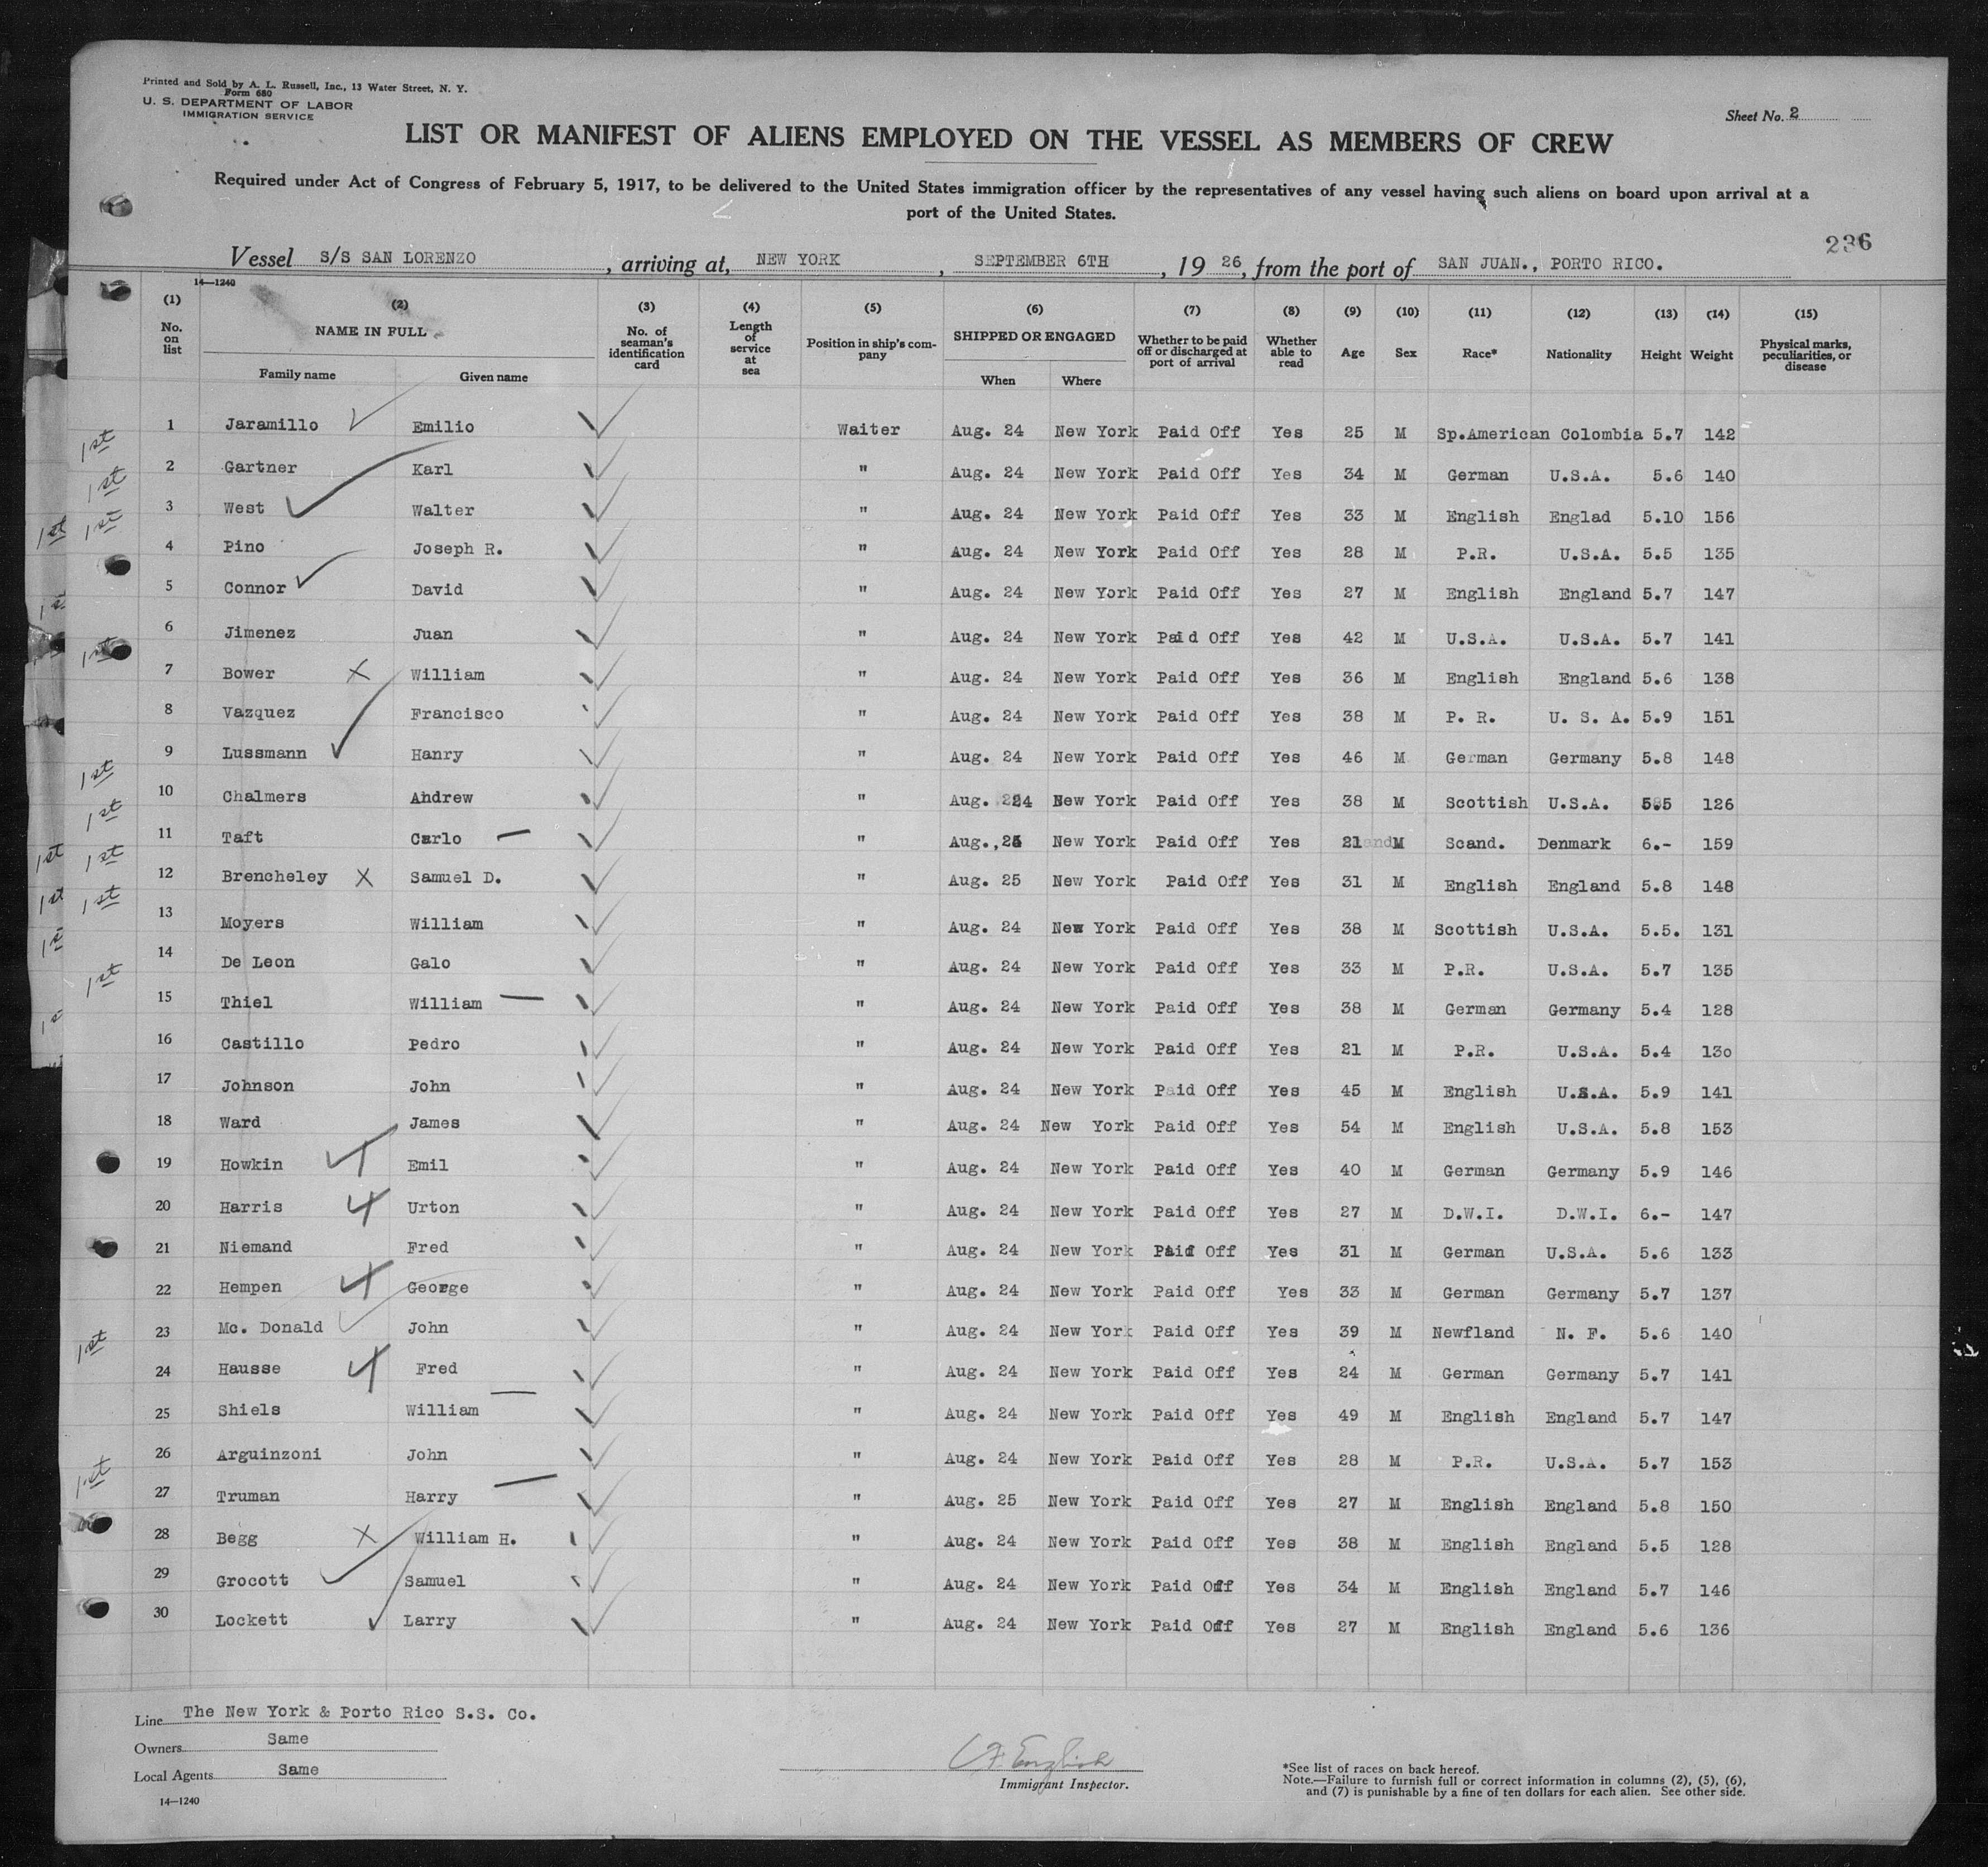 Printed and Sold by A. L. Russell, Inc., 13 Water Street, N. Y.
Form 680
U. S. DEPARTMENT OF LABOR
IMMIGRATION SERVICE
Sheet No. 2
LIST OR MANIFEST OF ALIENS EMPLOYED ON THE VESSEL AS MEMBERS OF CREW
Required under Act of Congress of February 5, 1917, to be delivered to the United States immigration officer by the representatives of any vessel having such aliens on board upon arrival at a
port of the United States.
236
Vessel S/S SAN LORENZO, arriving at, NEW YORK, SEPTEMBER 6TH, 19 26, from the port of SAN JUAN., PORTO RICO.
14—1240
(1) (2) (3) (4) (5) (6) (7) (8) (9) (10) (11) (12) (13) (14) (15)
No. on list NAME IN FULL Family name Given name No. of seaman's identification card Length of service at sea Position in ship's company SHIPPED OR ENGAGED When Where Whether to be paid off or discharged at port of arrival Whether able to read Age Sex Race* Nationality Height Weight Physical marks, peculiarities, or disease
1 Jaramillo Emilio Waiter Aug. 24 New York Paid Off Yes 25 M Sp.American Colombia 5.7 142
1st 2 Gartner Karl " Aug. 24 New York Paid Off Yes 34 M German U.S.A. 5.6 140
1st 3 West Walter " Aug. 24 New York Paid Off Yes 33 M English Englad 5.10 156
1st 1st 4 Pino Joseph R. " Aug. 24 New York Paid Off Yes 28 M P.R. U.S.A. 5.5 135
5 Connor David " Aug. 24 New York Paid Off Yes 27 M English England 5.7 147
6 Jimenez Juan " Aug. 24 New York Paid Off Yes 42 M U.S.A. U.S.A. 5.7 141
1st 7 Bower X William " Aug. 24 New York Paid Off Yes 36 M English England 5.6 138
8 Vazquez Francisco " Aug. 24 New York Paid Off Yes 38 M P. R. U. S. A. 5.9 151
9 Lussmann Hanry " Aug. 24 New York Paid Off Yes 46 M German Germany 5.8 148
1st 10 Chalmers Andrew " Aug. 24 New York Paid Off Yes 38 M Scottish U.S.A. 5.5 126
1st 11 Taft Carlo " Aug., New York Paid Off Yes 21 M Scand. Denmark 6.- 159
1st 1st 12 Brencheley X Samuel D. " Aug. 25 New York Paid Off Yes 31 M English England 5.8 148
1st 1st 13 Moyers William " Aug. 24 New York Paid Off Yes 38 M Scottish U.S.A. 5.5. 131
14 De Leon Galo " Aug. 24 New York Paid Off Yes 33 M P.R. U.S.A. 5.7 135
1st 15 Thiel William " Aug. 24 New York Paid Off Yes 38 M German Germany 5.4 128
16 Castillo Pedro " Aug. 24 New York Paid Off Yes 21 M P.R. U.S.A. 5.4 13o
17 Johnson John " Aug. 24 New York Paid Off Yes 45 M English U.S.A. 5.9 141
18 Ward James " Aug. 24 New York Paid Off Yes 54 M English U.S.A. 5.8 153
19 Howkin Emil " Aug. 24 New York Paid Off Yes 40 M German Germany 5.9 146
20 Harris Urton " Aug. 24 New York Paid Off Yes 27 M D.W.I. D.W.I. 6.- 147
21 Niemand Fred " Aug. 24 New York Paid Off Yes 31 M German U.S.A. 5.6 133
22 Hempen George " Aug. 24 New York Paid Off Yes 33 M German Germany 5.7 137
1st 23 Mc. Donald John " Aug. 24 New York Paid Off Yes 39 M Newfland N. F. 5.6 140
24 Hausse Fred " Aug. 24 New York Paid Off Yes 24 M German Germany 5.7 141
25 Shiels William " Aug. 24 New York Paid Off Yes 49 M English England 5.7 147
26 Arguinzoni John " Aug. 24 New York Paid Off Yes 28 M P.R. U.S.A. 5.7 153
1st 27 Truman Harry " Aug. 25 New York Paid Off Yes 27 M English England 5.8 150
28 Begg X William H. " Aug. 24 New York Paid Off Yes 38 M English England 5.5 128
29 Grocott Samuel " Aug. 24 New York Paid Off Yes 34 M English England 5.7 146
30 Lockett Larry " Aug. 24 New York Paid Off Yes 27 M English England 5.6 136
Line The New York & Porto Rico S.S. Co.
Owners Same
Local Agents Same
14—1240
English
Immigrant Inspector.
*See list of races on back hereof.
Note.—Failure to furnish full or correct information in columns (2), (5), (6),
and (7) is punishable by a fine of ten dollars for each alien. See other side.